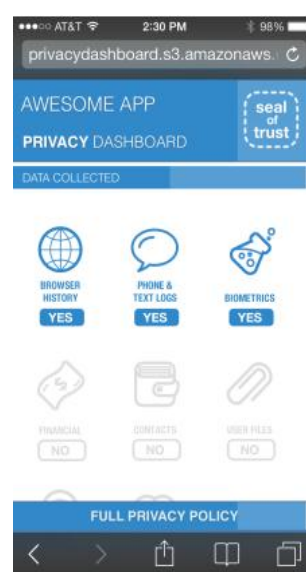 AT&T 2:30 PM 98%
privacydashboard.s3.amazonaws.
AWESOME APP
PRIVACY DASHBOARD
seal
of
trust
DATA COLLECTED
BROWSER
HISTORY
YES
PHONE &
TEXT LOGS
YES
BIOMETRICS
YES
FINANCIAL
NO
CONTACTS
NO
USER FILES
NO
FULL PRIVACY POLICY